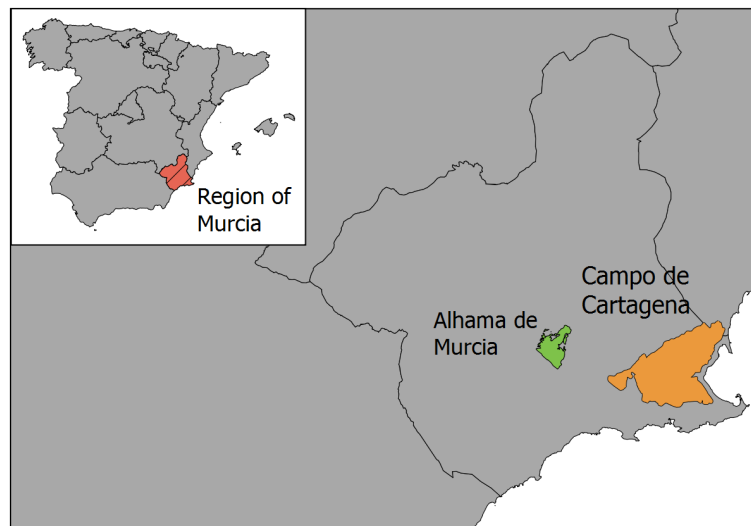 Region of
Murcia
Campo de
Cartagena
Alhama de
Murcia